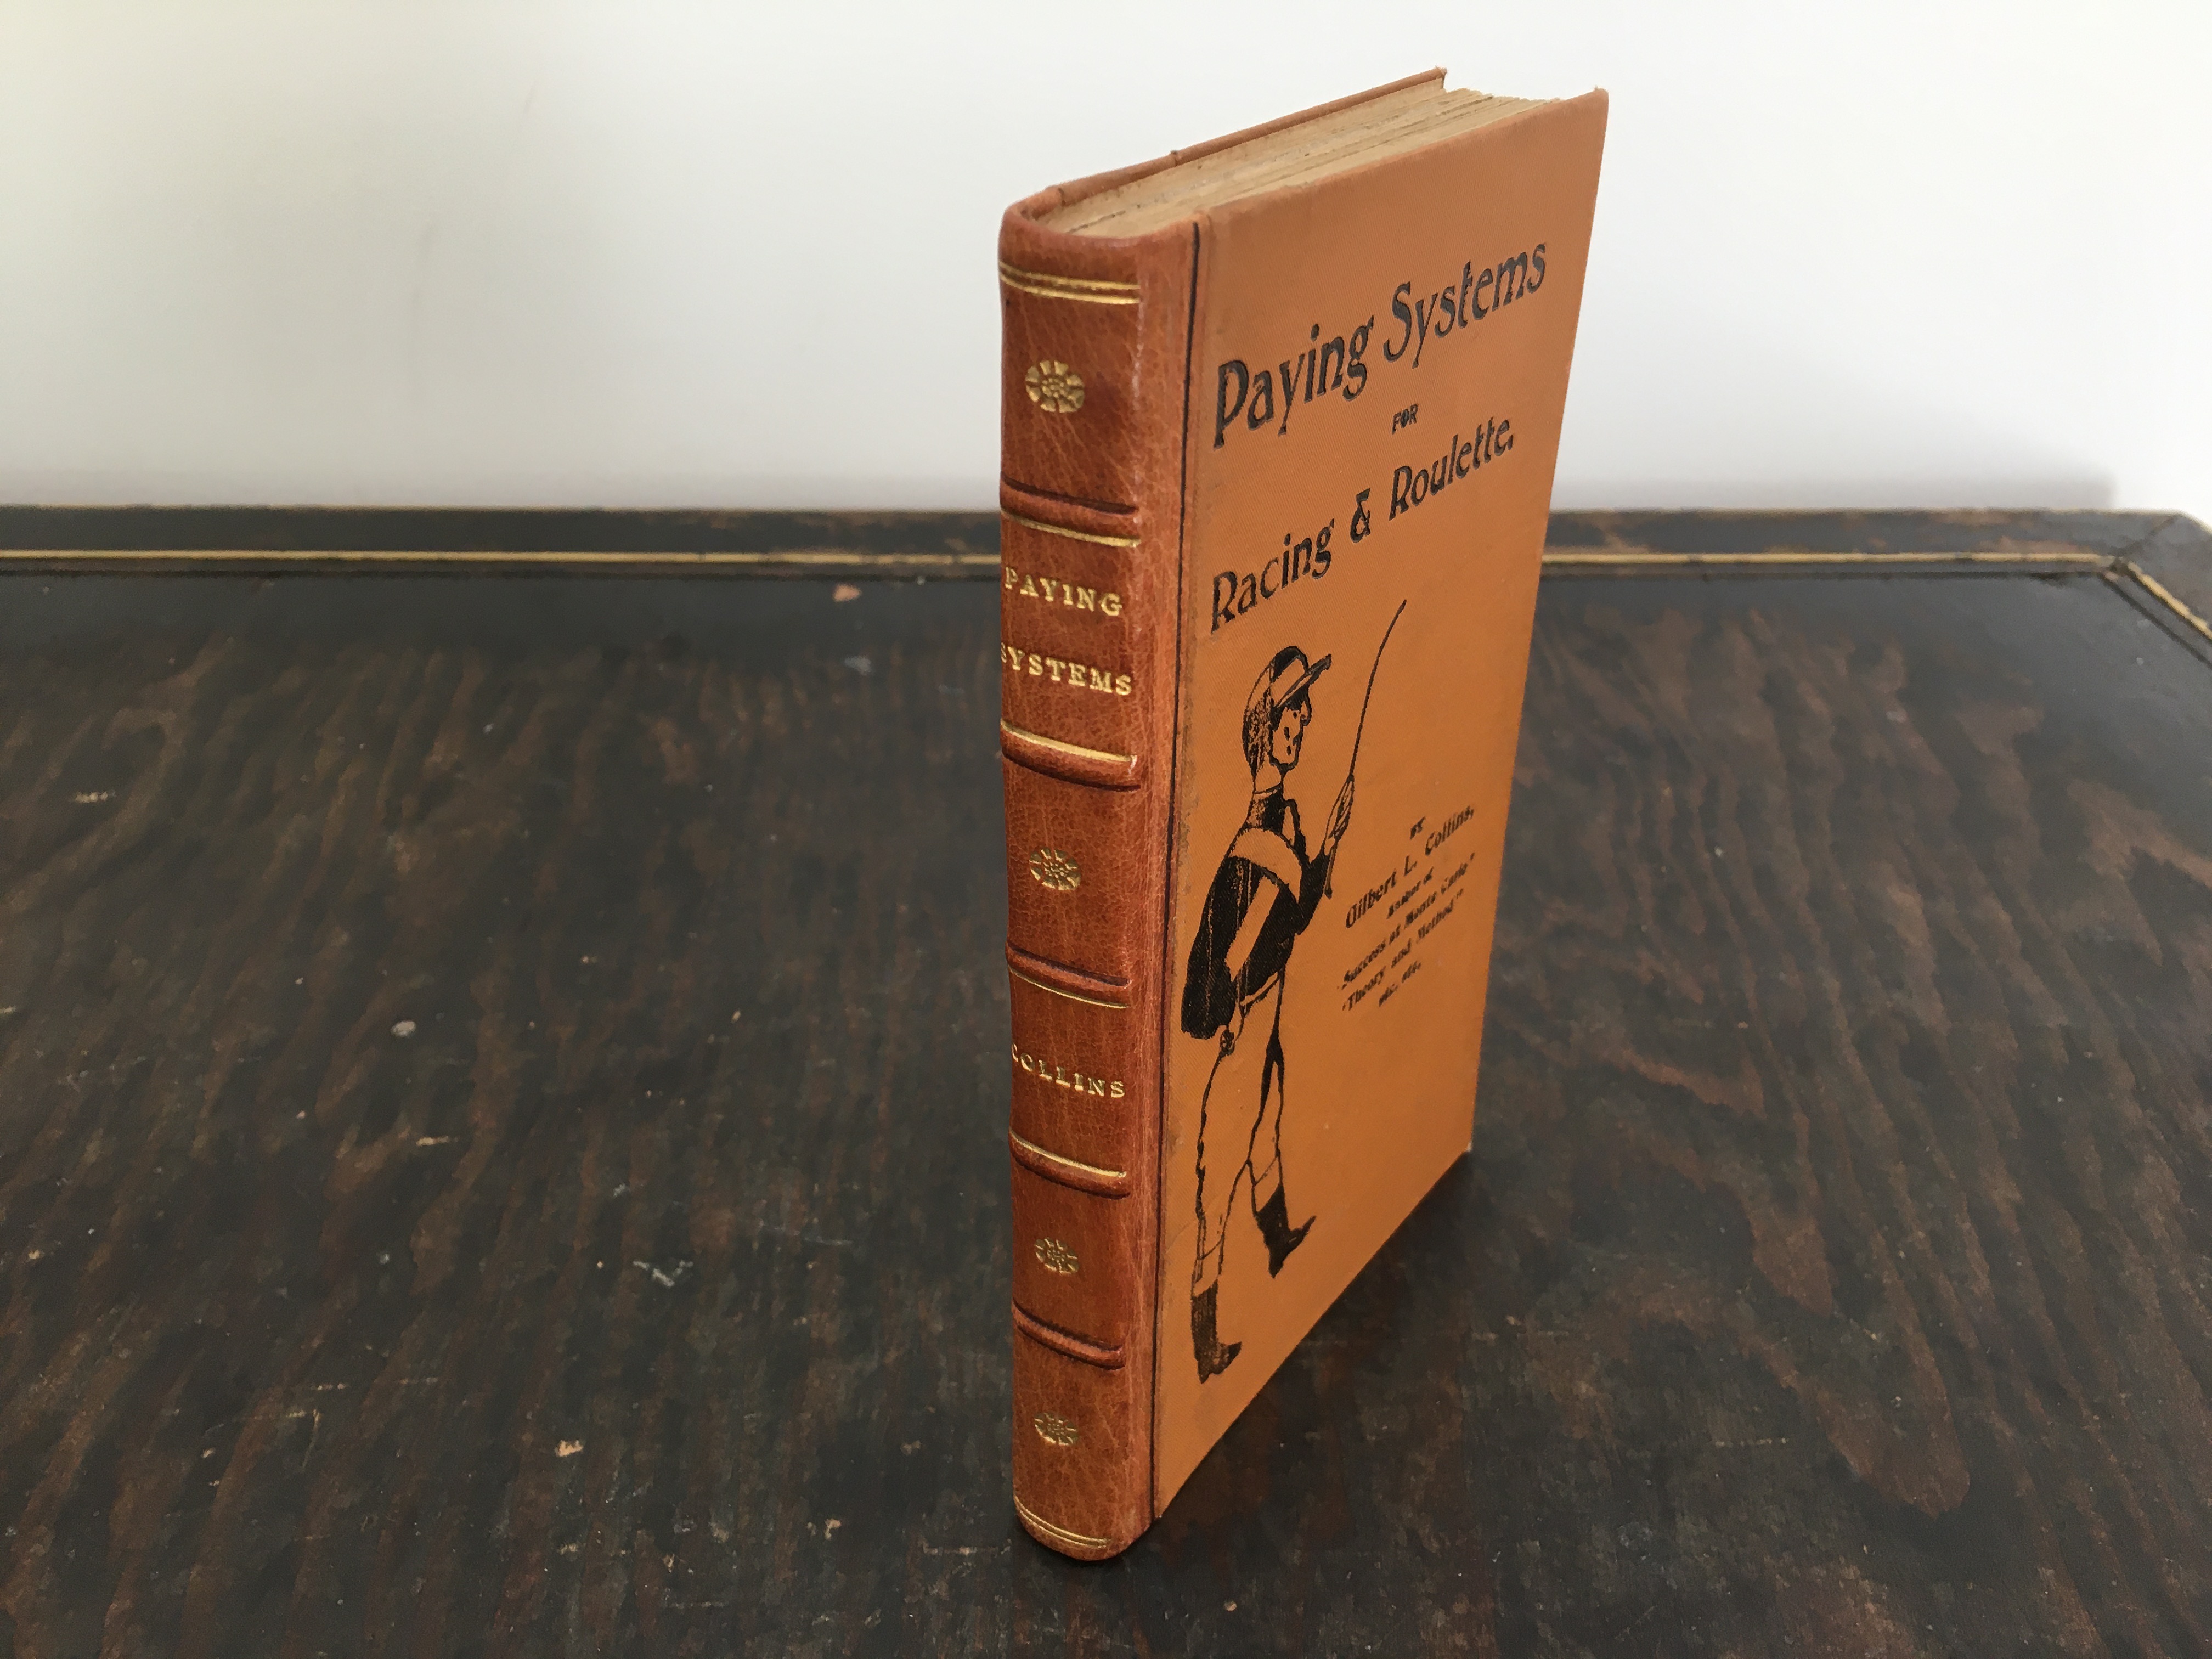 PAYING
SYSTEMS
COLLINS
Paying Systems
FOR
Racing & Roulette.
BY
Gilbert L. Collins,
Author of
"Success at Monte Carlo"
"Theory and Method"
etc. etc.